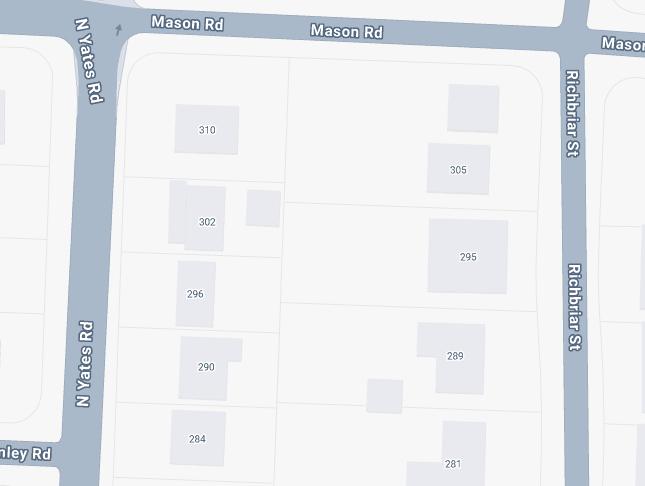 Mason Rd
Mason Rd
Mason
N Yates Rd
Richbriar St
310
305
302
295
296
Richbriar St
289
290
N Yates Rd
284
nley Rd
281